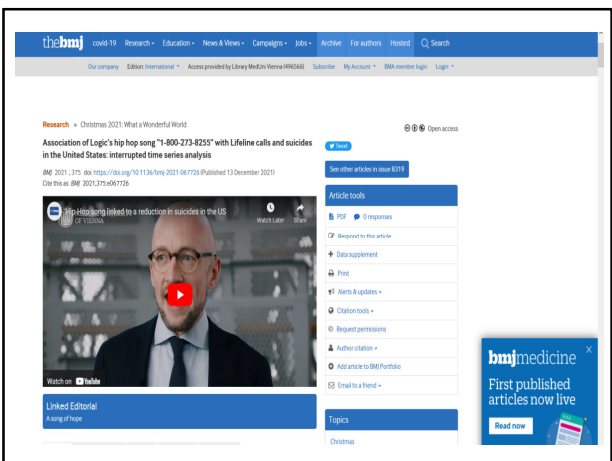 thebmj covid-19 Research Education News & Views Campaigns Jobs Archive For authors Hosted Search
Our company Edition: International Access provided by Library MedUni Vienna (496566) Subscribe My Account BMA member login Login
Research » Christmas 2021: What a Wonderful World
Open access
Association of Logic's hip hop song "1-800-273-8255" with Lifeline calls and suicides
in the United States: interrupted time series analysis
BMJ 2021 ; 375 doi: https://doi.org/10.1136/bmj-2021-067726 (Published 13 December 2021)
Cite this as: BMJ 2021;375:e067726
Hip Hop song linked to a reduction in suicides in the US
OF VIENNA
Watch Later Share
Watch on YouTube
Linked Editorial
A song of hope
Tweet
See other articles in issue 8319
Article tools
PDF 0 responses
Respond to this article
+ Data supplement
Print
Alerts & updates
Citation tools
© Request permissions
Author citation
Add article to BMJ Portfolio
Email to a friend
Topics
Christmas
bmjmedicine ×
First published
articles now live
Read now